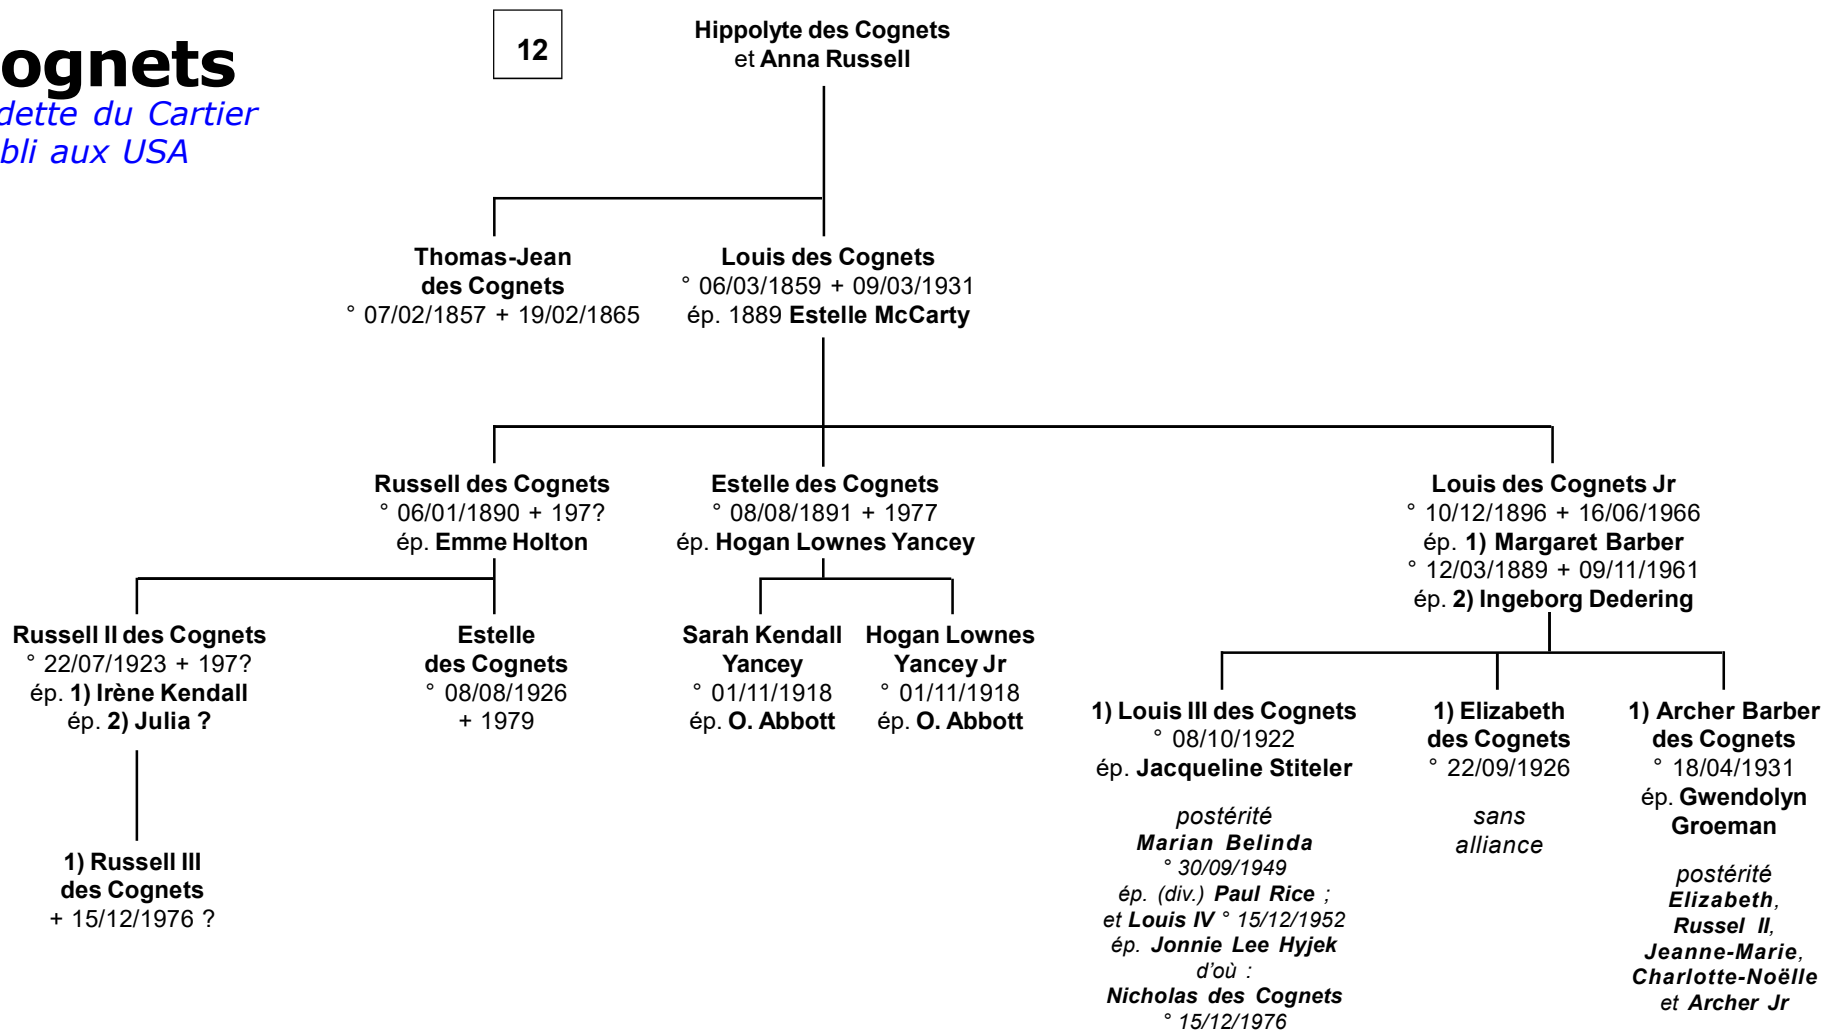 ognets
dette du Cartier
bli aux USA
12
Hippolyte des Cognets
et Anna Russell
Thomas-Jean
des Cognets
° 07/02/1857 + 19/02/1865
Louis des Cognets
° 06/03/1859 + 09/03/1931
ép. 1889 Estelle McCarty
Russell des Cognets
° 06/01/1890 + 197?
ép. Emme Holton
Estelle des Cognets
° 08/08/1891 + 1977
ép. Hogan Lownes Yancey
Louis des Cognets Jr
° 10/12/1896 + 16/06/1966
ép. 1) Margaret Barber
° 12/03/1889 + 09/11/1961
ép. 2) Ingeborg Dedering
Russell II des Cognets
° 22/07/1923 + 197?
ép. 1) Irène Kendall
ép. 2) Julia ?
Estelle
des Cognets
° 08/08/1926
+ 1979
Sarah Kendall
Yancey
° 01/11/1918
ép. O. Abbott
Hogan Lownes
Yancey Jr
° 01/11/1918
ép. O. Abbott
1) Louis III des Cognets
° 08/10/1922
ép. Jacqueline Stiteler
postérité
Marian Belinda
° 30/09/1949
ép. (div.) Paul Rice ;
et Louis IV ° 15/12/1952
ép. Jonnie Lee Hyjek
d'où :
Nicholas des Cognets
° 15/12/1976
1) Elizabeth
des Cognets
° 22/09/1926
sans
alliance
1) Archer Barber
des Cognets
° 18/04/1931
ép. Gwendolyn
Groeman
postérité
Elizabeth,
Russel II,
Jeanne-Marie,
Charlotte-Noëlle
et Archer Jr
1) Russell III
des Cognets
+ 15/12/1976 ?